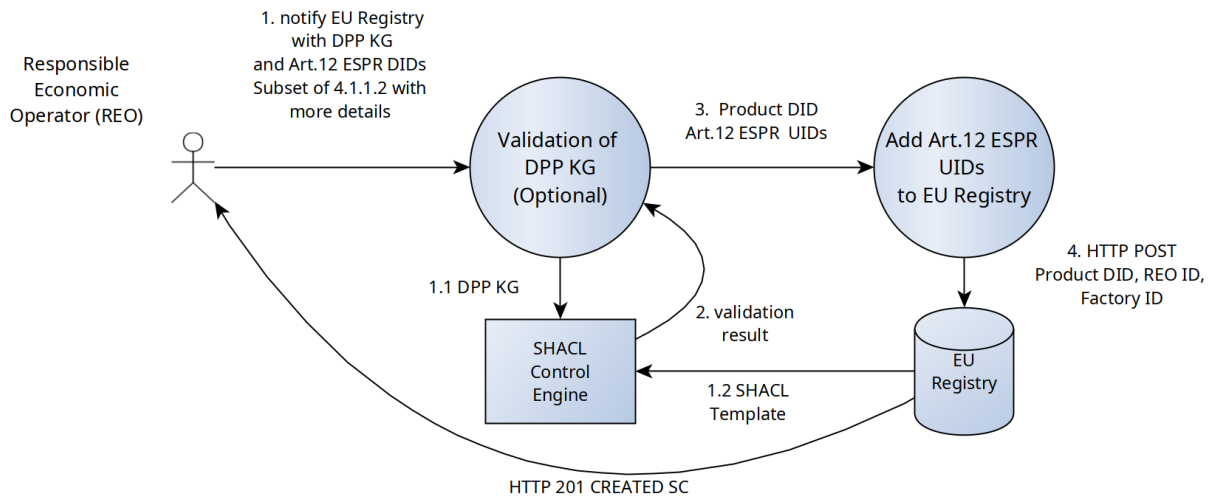 1. notify EU Registry
with DPP KG
and Art.12 ESPR DIDs
Subset of 4.1.1.2 with
more details
Responsible
Economic
Operator (REO)
Validation of
DPP KG
(Optional)
3.  Product DID
Art.12 ESPR  UIDs
Add Art.12 ESPR
UIDs
to EU Registry
4. HTTP POST
Product DID, REO ID,
Factory ID
1.1 DPP KG
2. validation
result
SHACL
Control
Engine
EU
Registry
1.2 SHACL
Template
HTTP 201 CREATED SC